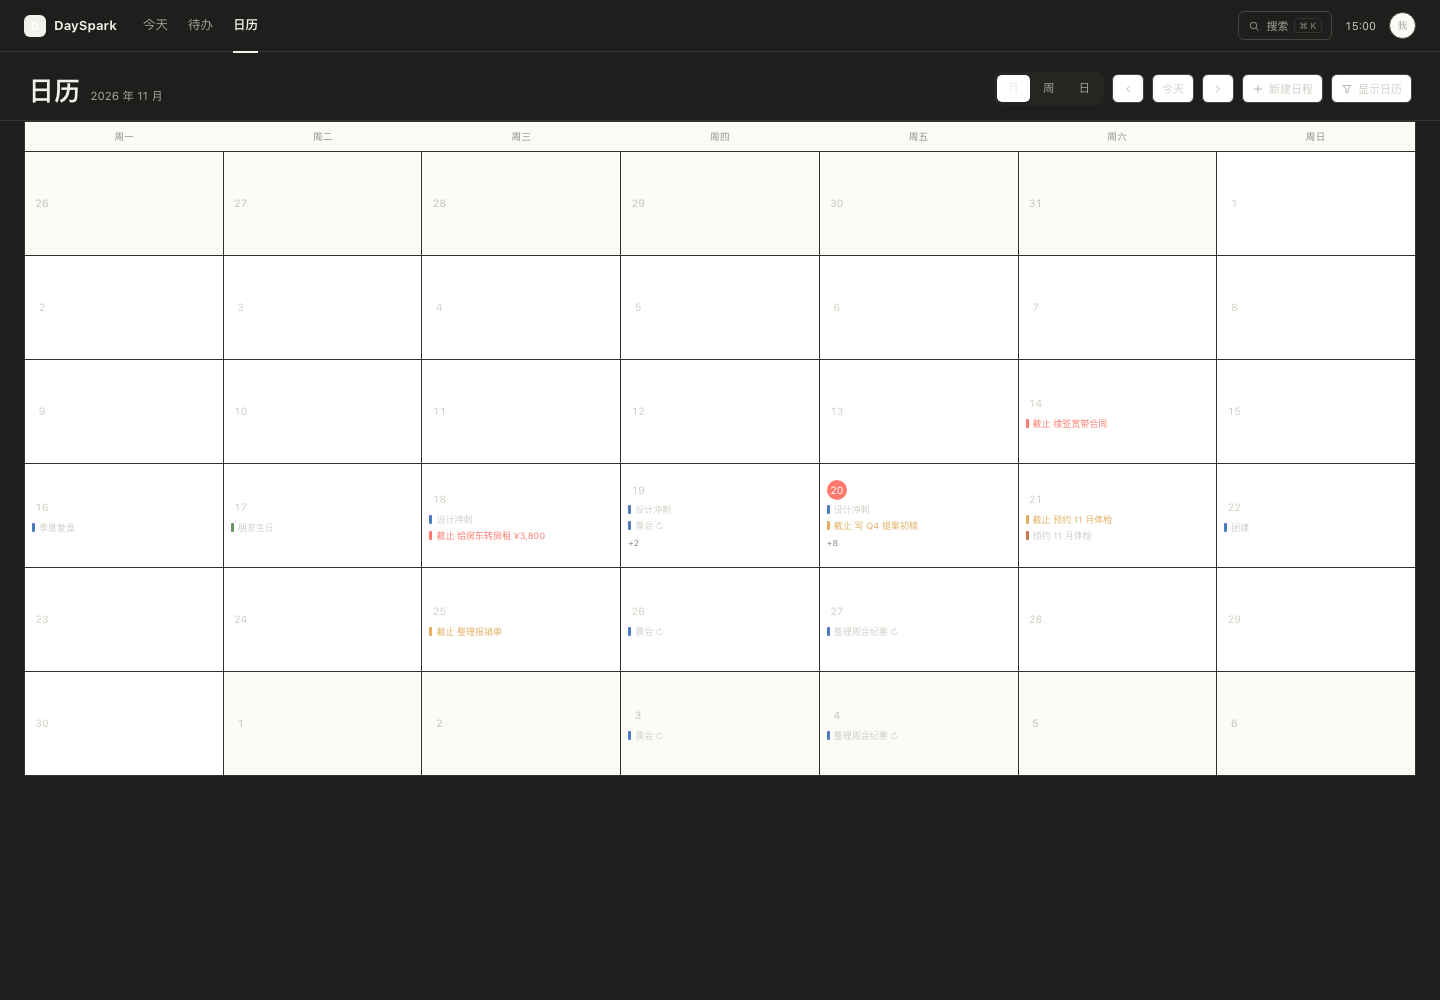 DaySpark 今天 待办 日历 搜索 ⌘ K 15:00 我
日历 2026 年 11 月 月 周 日 ‹ 今天 › + 新建日程 显示日历
周一 周二 周三 周四 周五 周六 周日
26 27 28 29 30 31 1
2 3 4 5 6 7 8
9 10 11 12 13 14 15
截止 续签宽带合同
16 17 18 19 20 21 22
季度复盘
朋友生日
设计冲刺
截止 给房东转房租 ¥3,800
设计冲刺
晨会 ↻
+2
设计冲刺
截止 写 Q4 提案初稿
+8
截止 预约 11 月体检
预约 11 月体检
团建
23 24 25 26 27 28 29
截止 整理报销单
晨会 ↻
整理周会纪要 ↻
30 1 2 3 4 5 6
晨会 ↻
整理周会纪要 ↻